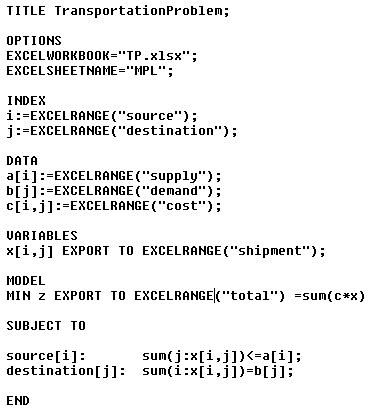 TITLE TransportationProblem;
OPTIONS
EXCELWORKBOOK="TP.xlsx";
EXCELSHEETNAME="MPL";
INDEX
i:=EXCELRANGE("source");
j:=EXCELRANGE("destination");
DATA
a[i]:=EXCELRANGE("supply");
b[j]:=EXCELRANGE("demand");
c[i,j]:=EXCELRANGE("cost");
VARIABLES
x[i,j] EXPORT TO EXCELRANGE("shipment");
MODEL
MIN z EXPORT TO EXCELRANGE("total") =sum(c*x)
SUBJECT TO
source[i]: sum(j:x[i,j])<=a[i];
destination[j]: sum(i:x[i,j])=b[j];
END